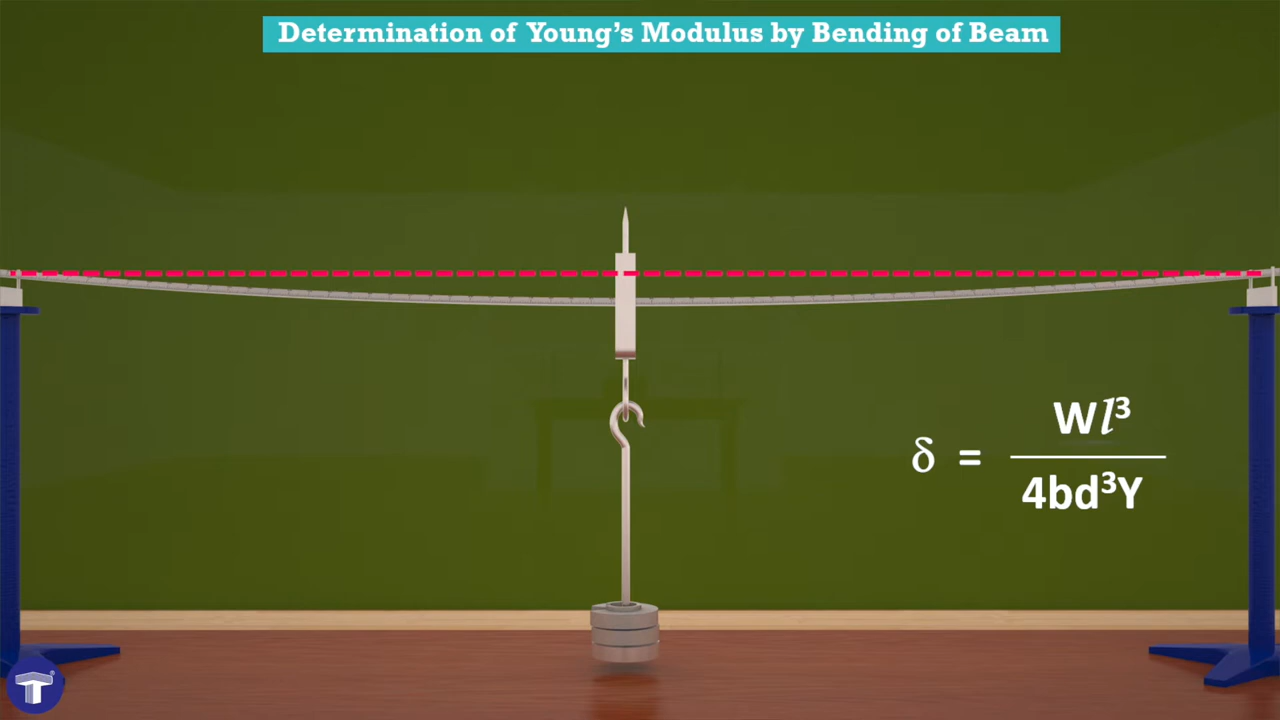 Determination of Young's Modulus by Bending of Beam
δ = Wl³ / 4bd³Y